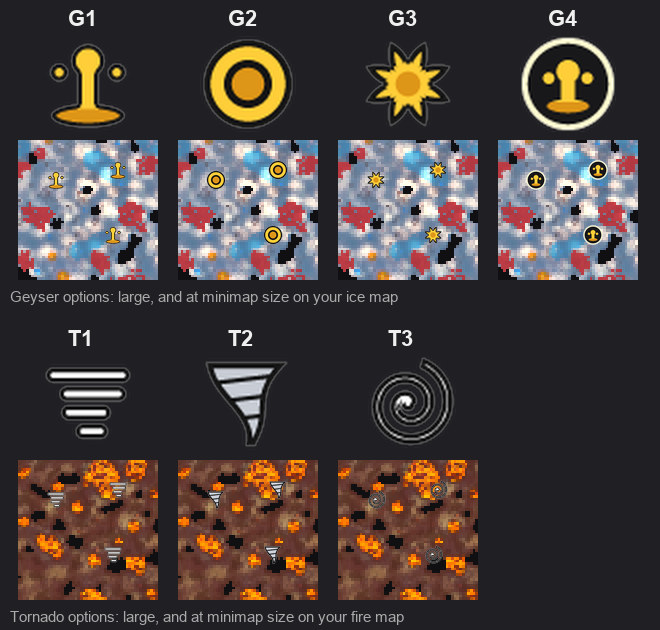 G1 G2 G3 G4
Geyser options: large, and at minimap size on your ice map
T1 T2 T3
Tornado options: large, and at minimap size on your fire map